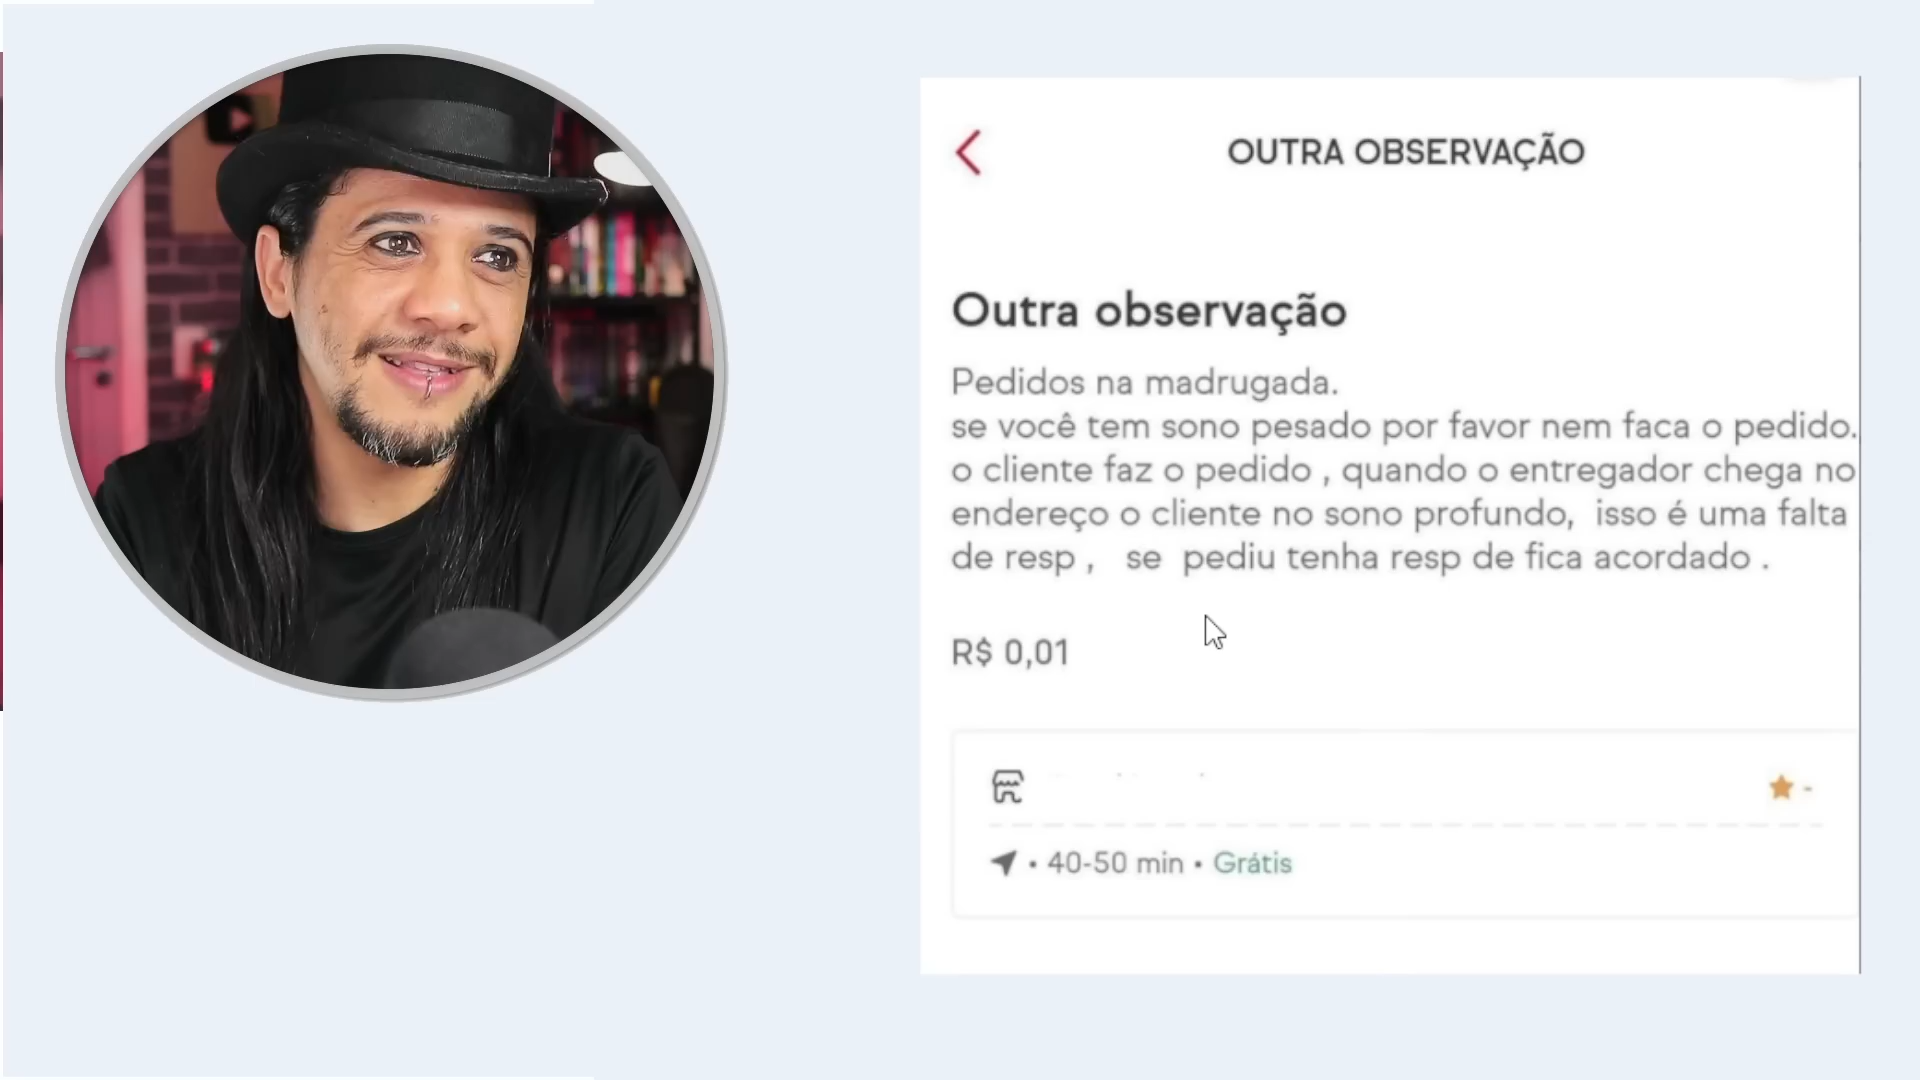 OUTRA OBSERVAÇÃO
Outra observação
Pedidos na madrugada.
se você tem sono pesado por favor nem faca o pedido.
o cliente faz o pedido , quando o entregador chega no
endereço o cliente no sono profundo, isso é uma falta
de resp , se pediu tenha resp de fica acordado .
R$ 0,01
-
• 40-50 min • Grátis